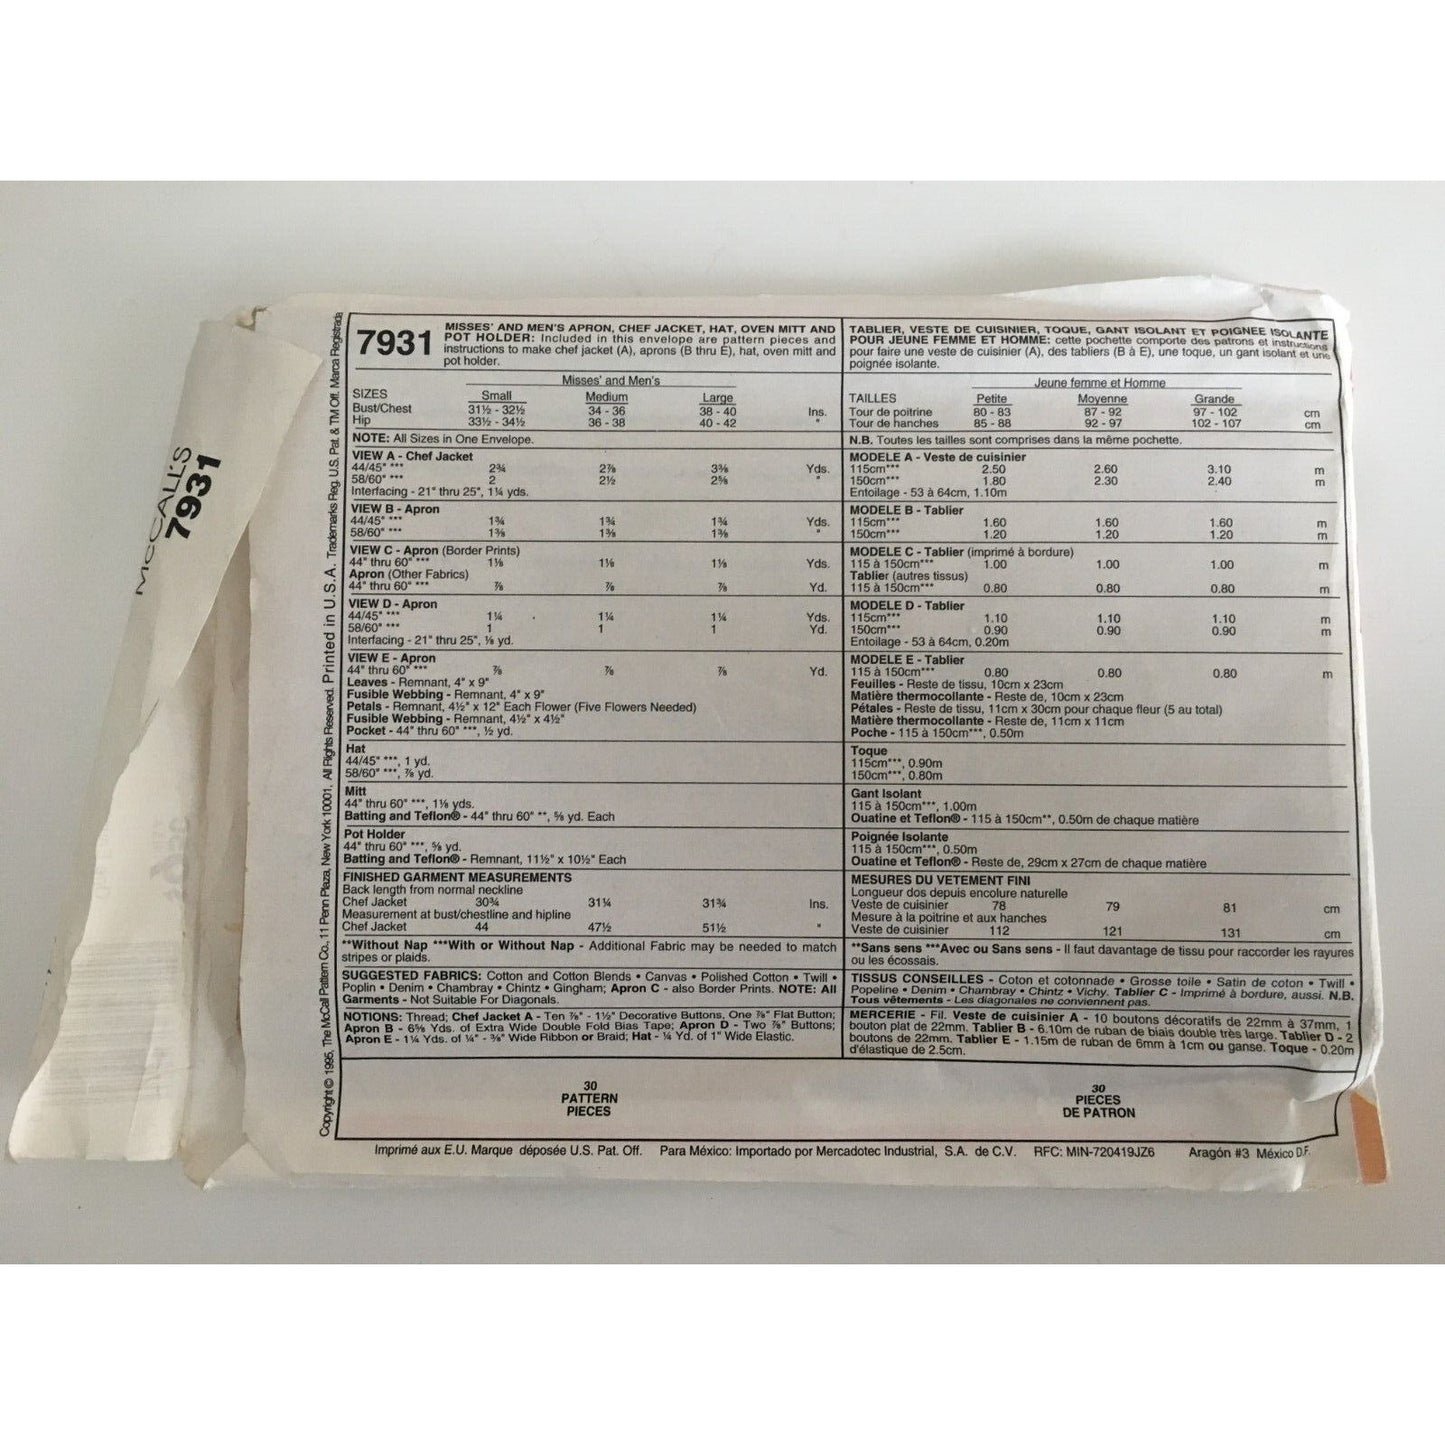 McCALL'S
7931
Copyright © 1995, The McCall Pattern Co., 11 Penn Plaza, New York 10001. All Rights Reserved. Printed in U.S.A. Trademarks Reg. U.S. Pat. & TM Off. Marca Registrada
7931
MISSES' AND MEN'S APRON, CHEF JACKET, HAT, OVEN MITT AND
POT HOLDER: Included in this envelope are pattern pieces and
instructions to make chef jacket (A), aprons (B thru E), hat, oven mitt and
pot holder.
Misses' and Men's
SIZES Small Medium Large
Bust/Chest 31½ - 32½ 34 - 36 38 - 40 Ins.
Hip 33½ - 34½ 36 - 38 40 - 42 "
NOTE: All Sizes in One Envelope.
VIEW A - Chef Jacket
44/45" *** 2¾ 2⅞ 3⅜ Yds.
58/60" *** 2 2½ 2⅝ "
Interfacing - 21" thru 25", 1¼ yds.
VIEW B - Apron
44/45" *** 1¾ 1¾ 1¾ Yds.
58/60" *** 1⅜ 1⅜ 1⅜ "
VIEW C - Apron (Border Prints)
44" thru 60" *** 1⅛ 1⅛ 1⅛ Yds.
Apron (Other Fabrics)
44" thru 60" *** ⅞ ⅞ ⅞ Yd.
VIEW D - Apron
44/45" *** 1¼ 1¼ 1¼ Yds.
58/60" *** 1 1 1 Yd.
Interfacing - 21" thru 25", ⅛ yd.
VIEW E - Apron
44" thru 60" *** ⅞ ⅞ ⅞ Yd.
Leaves - Remnant, 4" x 9"
Fusible Webbing - Remnant, 4" x 9"
Petals - Remnant, 4½" x 12" Each Flower (Five Flowers Needed)
Fusible Webbing - Remnant, 4½" x 4½"
Pocket - 44" thru 60" ***, ½ yd.
Hat
44/45" ***, 1 yd.
58/60" ***, ⅞ yd.
Mitt
44" thru 60" ***, 1⅛ yds.
Batting and Teflon® - 44" thru 60" **, ⅝ yd. Each
Pot Holder
44" thru 60" ***, ⅝ yd.
Batting and Teflon® - Remnant, 11½" x 10½" Each
FINISHED GARMENT MEASUREMENTS
Back length from normal neckline
Chef Jacket 30¾ 31¼ 31¾ Ins.
Measurement at bust/chestline and hipline
Chef Jacket 44 47½ 51½ "
**Without Nap ***With or Without Nap - Additional Fabric may be needed to match
stripes or plaids.
SUGGESTED FABRICS: Cotton and Cotton Blends • Canvas • Polished Cotton • Twill •
Poplin • Denim • Chambray • Chintz • Gingham; Apron C - also Border Prints. NOTE: All
Garments - Not Suitable For Diagonals.
NOTIONS: Thread; Chef Jacket A - Ten ⅞" - 1½" Decorative Buttons, One ⅞" Flat Button;
Apron B - 6⅝ Yds. of Extra Wide Double Fold Bias Tape; Apron D - Two ⅞" Buttons;
Apron E - 1¼ Yds. of ¼" - ⅜" Wide Ribbon or Braid; Hat - ¼ Yd. of 1" Wide Elastic.
30
PATTERN
PIECES
TABLIER, VESTE DE CUISINIER, TOQUE, GANT ISOLANT ET POIGNEE ISOLANTE
POUR JEUNE FEMME ET HOMME: cette pochette comporte des patrons et instructions
pour faire une veste de cuisinier (A), des tabliers (B à E), une toque, un gant isolant et une
poignée isolante.
Jeune femme et Homme
TAILLES Petite Moyenne Grande
Tour de poitrine 80 - 83 87 - 92 97 - 102 cm
Tour de hanches 85 - 88 92 - 97 102 - 107 cm
N.B. Toutes les tailles sont comprises dans la même pochette.
MODELE A - Veste de cuisinier
115cm*** 2.50 2.60 3.10 m
150cm*** 1.80 2.30 2.40 m
Entoilage - 53 à 64cm, 1.10m
MODELE B - Tablier
115cm*** 1.60 1.60 1.60 m
150cm*** 1.20 1.20 1.20 m
MODELE C - Tablier (imprimé à bordure)
115 à 150cm*** 1.00 1.00 1.00 m
Tablier (autres tissus)
115 à 150cm*** 0.80 0.80 0.80 m
MODELE D - Tablier
115cm*** 1.10 1.10 1.10 m
150cm*** 0.90 0.90 0.90 m
Entoilage - 53 à 64cm, 0.20m
MODELE E - Tablier
115 à 150cm*** 0.80 0.80 0.80 m
Feuilles - Reste de tissu, 10cm x 23cm
Matière thermocollante - Reste de, 10cm x 23cm
Pétales - Reste de tissu, 11cm x 30cm pour chaque fleur (5 au total)
Matière thermocollante - Reste de, 11cm x 11cm
Poche - 115 à 150cm***, 0.50m
Toque
115cm***, 0.90m
150cm***, 0.80m
Gant Isolant
115 à 150cm***, 1.00m
Ouatine et Teflon® - 115 à 150cm**, 0.50m de chaque matière
Poignée Isolante
115 à 150cm***, 0.50m
Ouatine et Teflon® - Reste de, 29cm x 27cm de chaque matière
MESURES DU VETEMENT FINI
Longueur dos depuis encolure naturelle
Veste de cuisinier 78 79 81 cm
Mesure à la poitrine et aux hanches
Veste de cuisinier 112 121 131 cm
**Sans sens ***Avec ou Sans sens - Il faut davantage de tissu pour raccorder les rayures
ou les écossais.
TISSUS CONSEILLES - Coton et cotonnade • Grosse toile • Satin de coton • Twill •
Popeline • Denim • Chambray • Chintz • Vichy. Tablier C - Imprimé à bordure, aussi. N.B.
Tous vêtements - Les diagonales ne conviennent pas.
MERCERIE - Fil. Veste de cuisinier A - 10 boutons décoratifs de 22mm à 37mm, 1
bouton plat de 22mm. Tablier B - 6.10m de ruban de biais double très large. Tablier D - 2
boutons de 22mm. Tablier E - 1.15m de ruban de 6mm à 1cm ou ganse. Toque - 0.20m
d'élastique de 2.5cm.
30
PIECES
DE PATRON
Imprimé aux E.U. Marque déposée U.S. Pat. Off. Para México: Importado por Mercadotec Industrial, S.A. de C.V. RFC: MIN-720419JZ6 Aragón #3 México D.F.